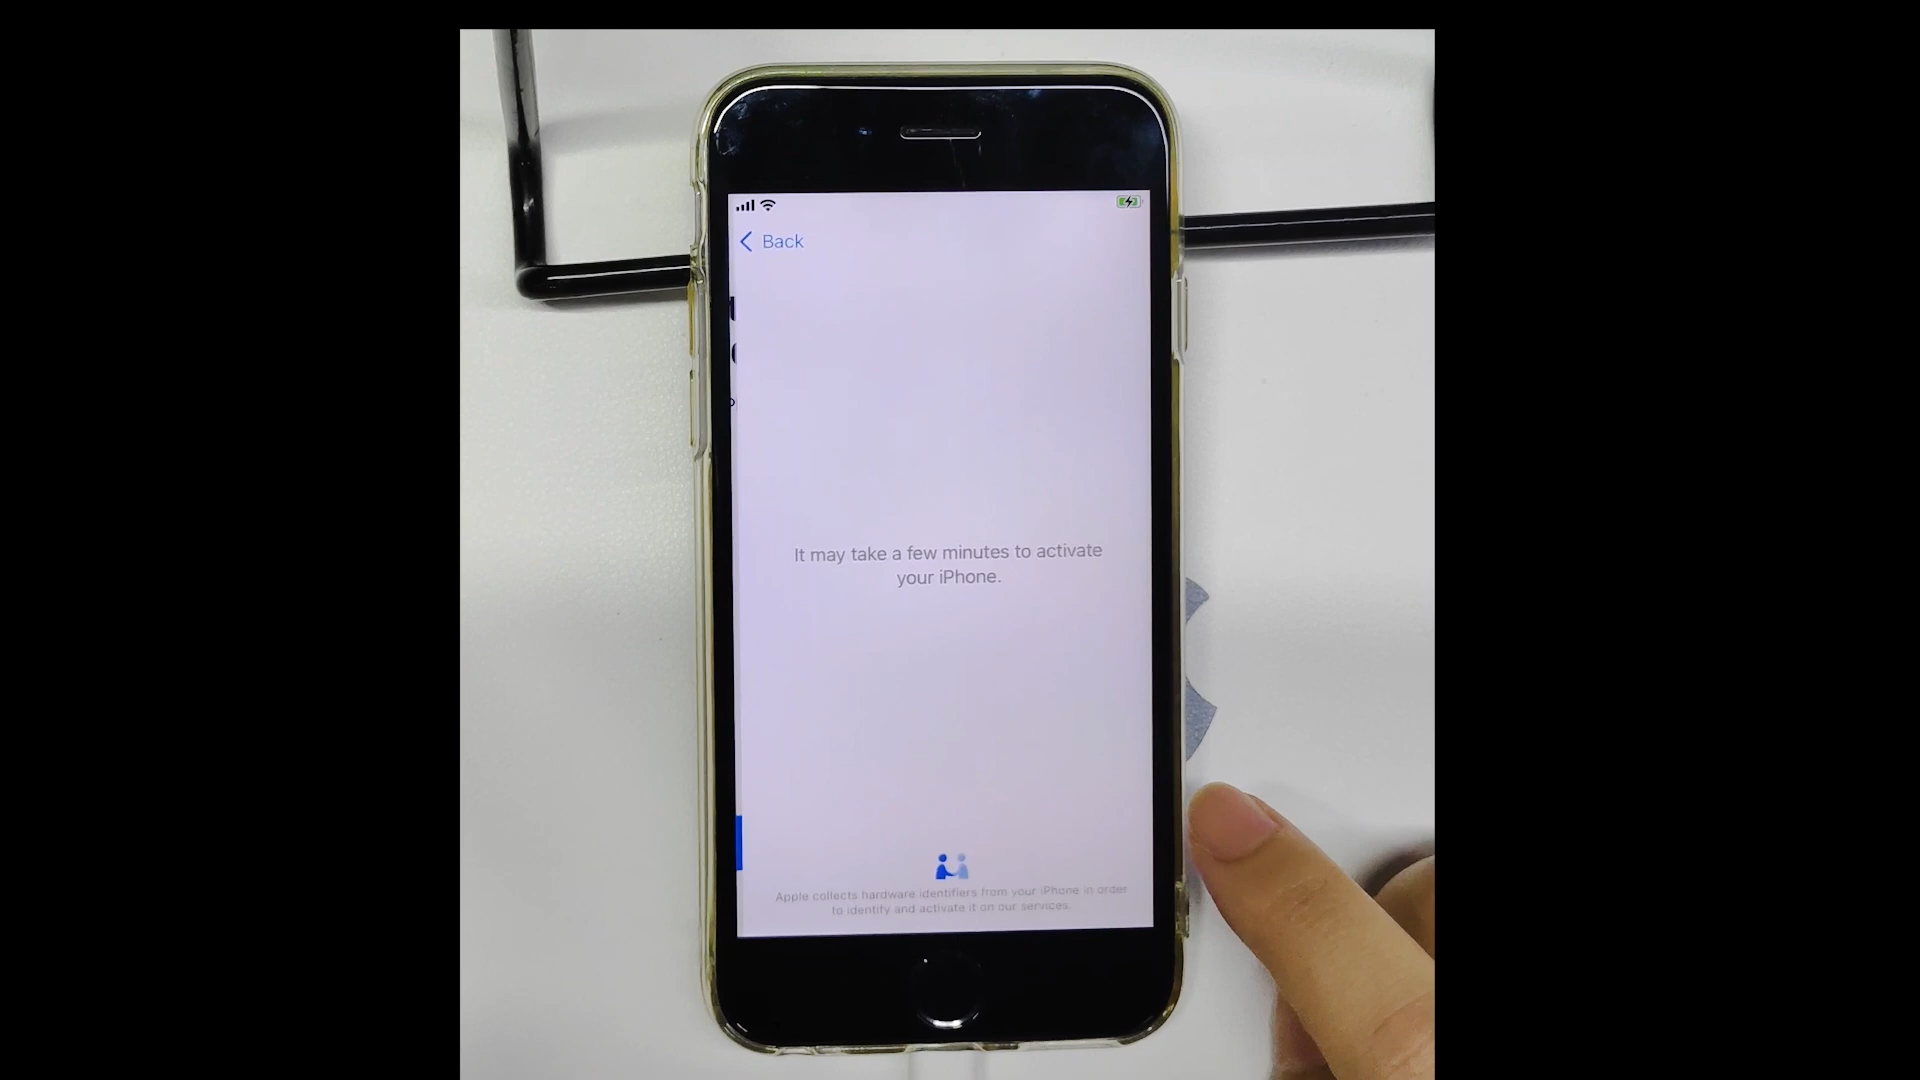 Back
It may take a few minutes to activate
your iPhone.
Apple collects hardware identifiers from your iPhone in order
to identify and activate it on our services.